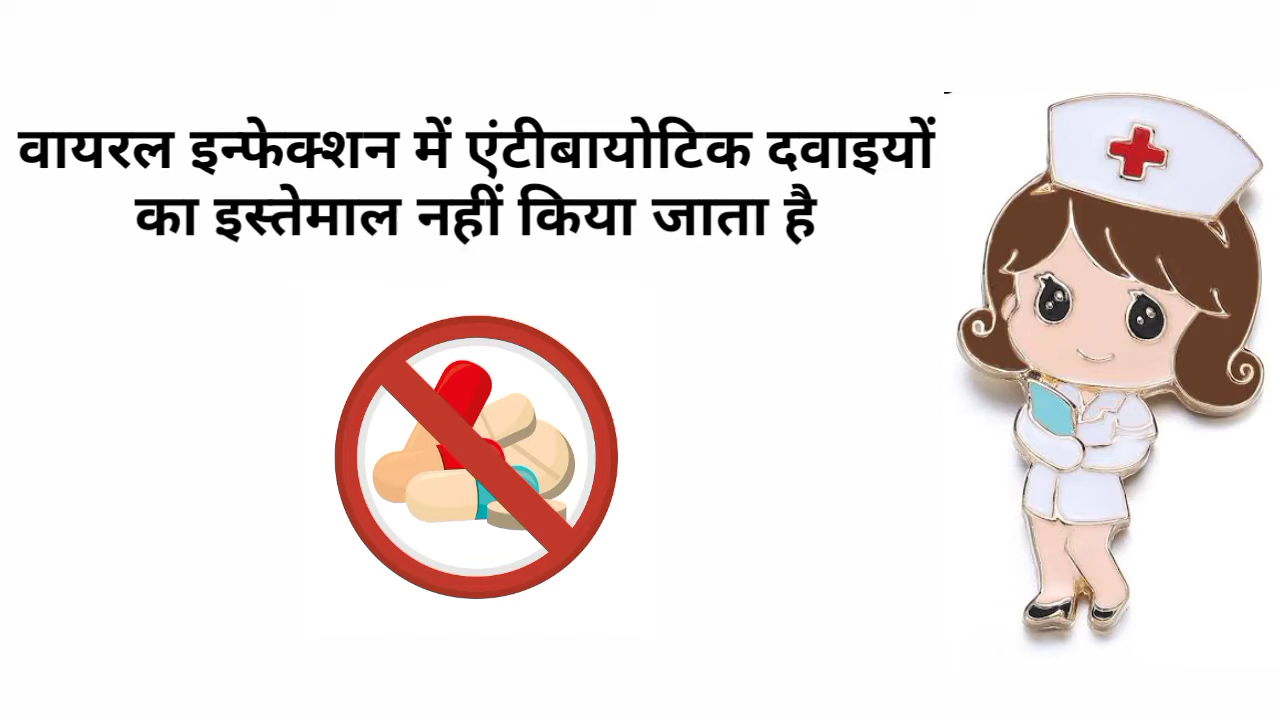 वायरल इन्फेक्शन में एंटीबायोटिक दवाइयों
का इस्तेमाल नहीं किया जाता है